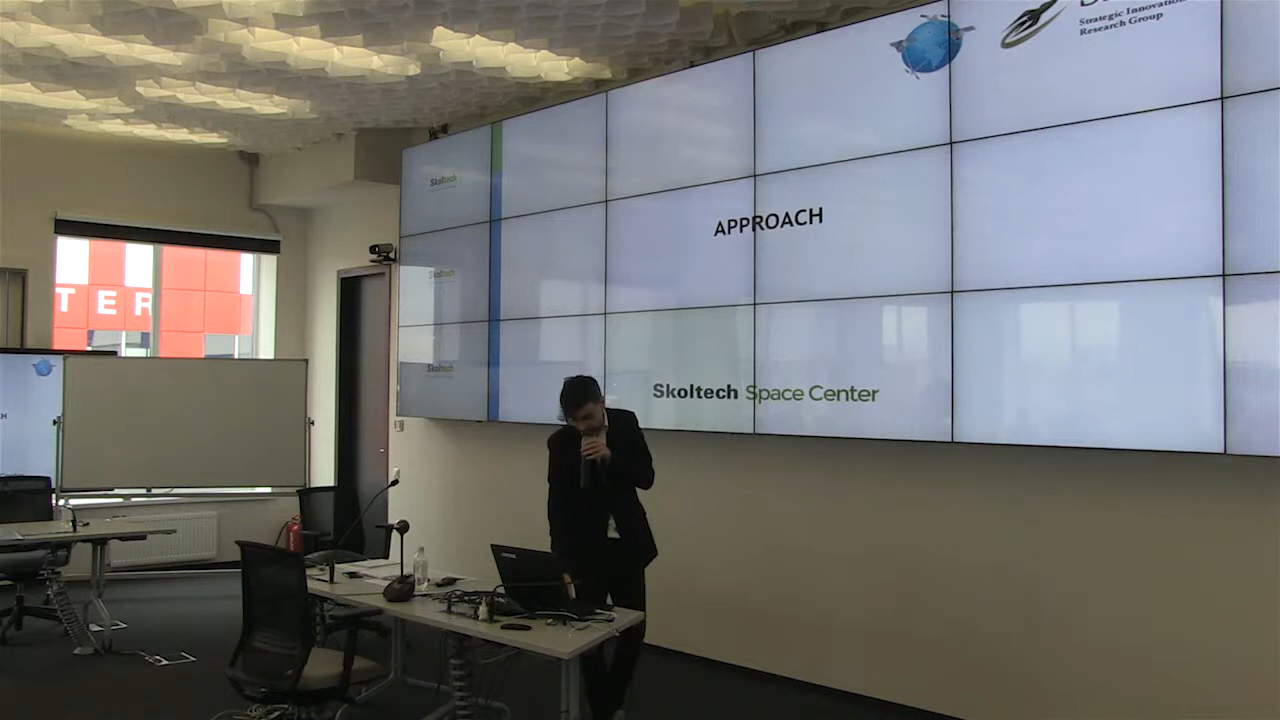 Strategic Innovation
Research Group
Skoltech
APPROACH
Skoltech
Skoltech
Skoltech Space Center
TER